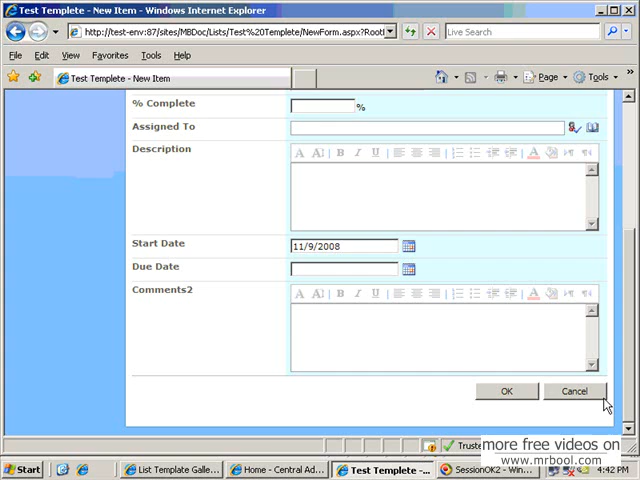 Test Templete - New Item - Windows Internet Explorer
http://test-env:87/sites/MBDoc/Lists/Test%20Templete/NewForm.aspx?Root
Live Search
File Edit View Favorites Tools Help
Test Templete - New Item
Page Tools
% Complete
%
Assigned To
Description
A A B I U A
Start Date
11/9/2008
Due Date
Comments2
A A B I U A
OK Cancel
Truste
more free videos on
www.mrbool.com
Start List Template Galle... Home - Central Ad... Test Templete -... SessionOK2 - Win... 4:42 PM